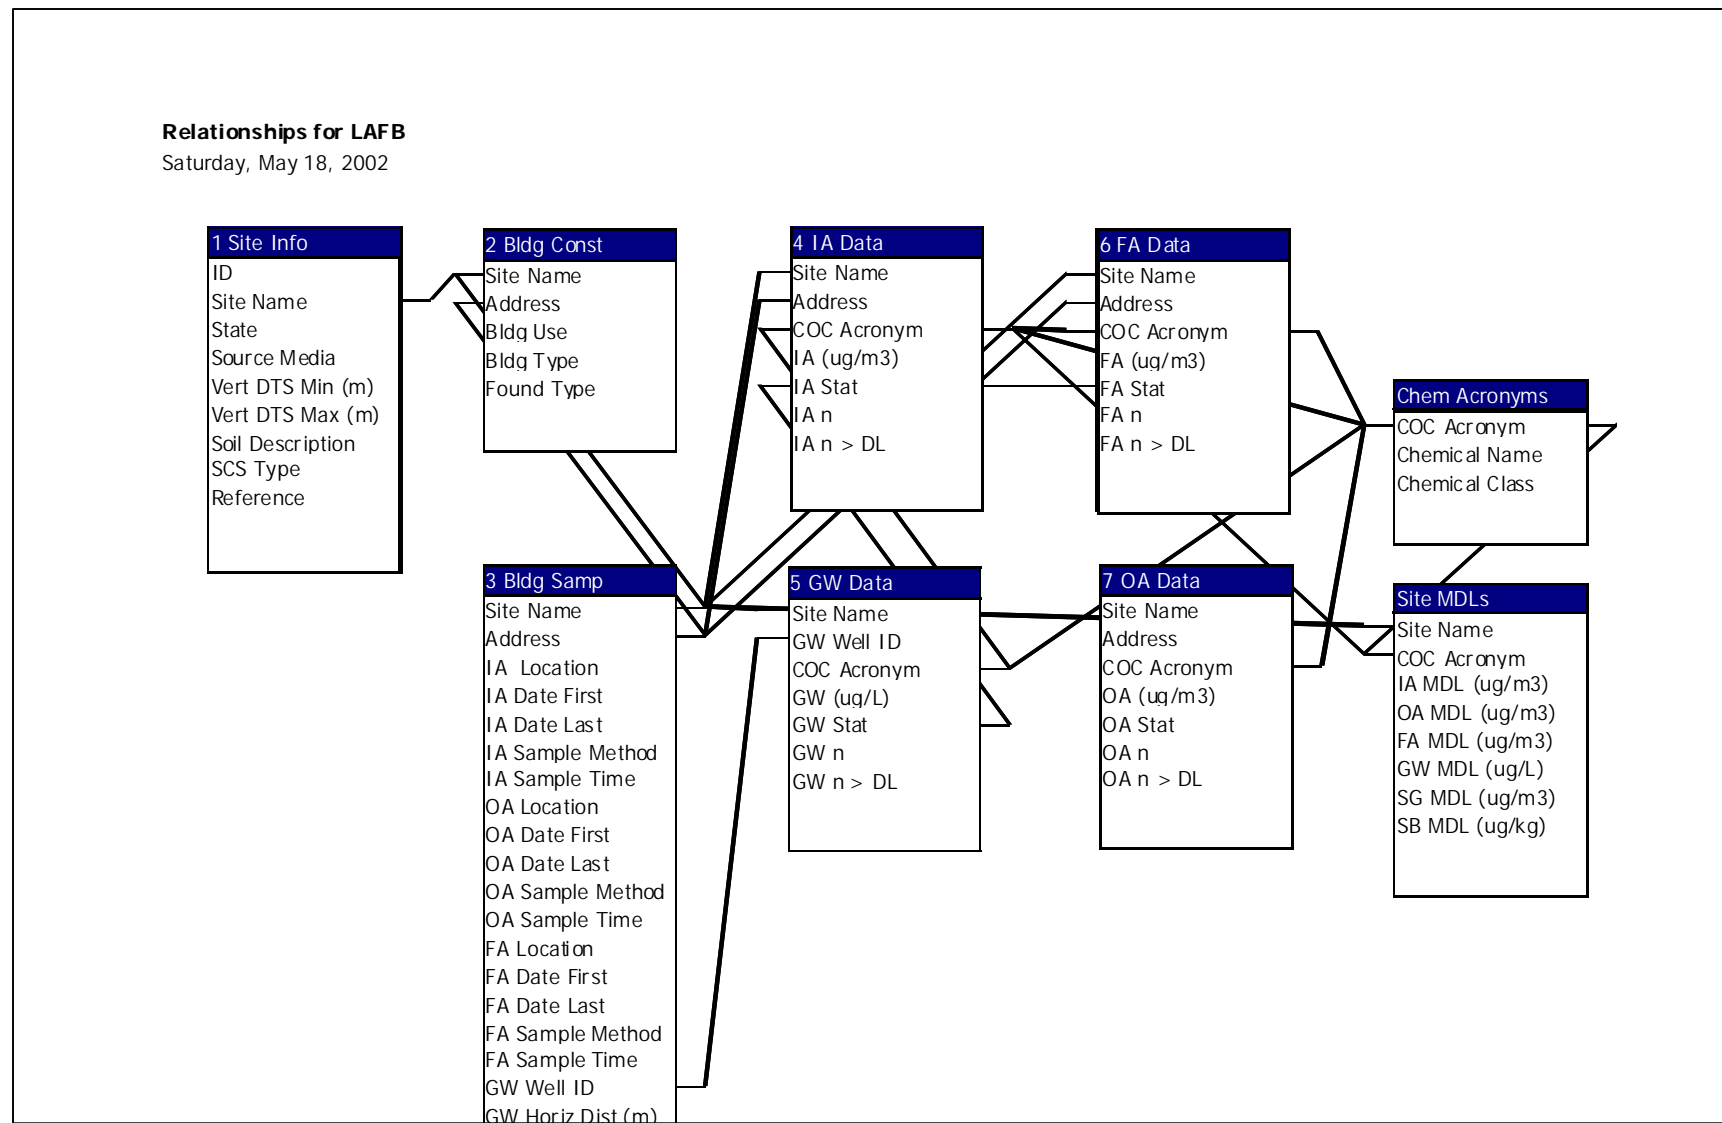 Relationships for LAFB
Saturday, May 18, 2002
1 Site Info
ID
Site Name
State
Source Media
Vert DTS Min (m)
Vert DTS Max (m)
Soil Description
SCS Type
Reference
2 Bldg Const
Site Name
Address
Bldg Use
Bldg Type
Found Type
3 Bldg Samp
Site Name
Address
IA Location
IA Date First
IA Date Last
IA Sample Method
IA Sample Time
OA Location
OA Date First
OA Date Last
OA Sample Method
OA Sample Time
FA Location
FA Date First
FA Date Last
FA Sample Method
FA Sample Time
GW Well ID
GW Horiz Dist (m)
4 IA Data
Site Name
Address
COC Acronym
IA (ug/m3)
IA Stat
IA n
IA n > DL
5 GW Data
Site Name
GW Well ID
COC Acronym
GW (ug/L)
GW Stat
GW n
GW n > DL
6 FA Data
Site Name
Address
COC Acronym
FA (ug/m3)
FA Stat
FA n
FA n > DL
7 OA Data
Site Name
Address
COC Acronym
OA (ug/m3)
OA Stat
OA n
OA n > DL
Chem Acronyms
COC Acronym
Chemical Name
Chemical Class
Site MDLs
Site Name
COC Acronym
IA MDL (ug/m3)
OA MDL (ug/m3)
FA MDL (ug/m3)
GW MDL (ug/L)
SG MDL (ug/m3)
SB MDL (ug/kg)